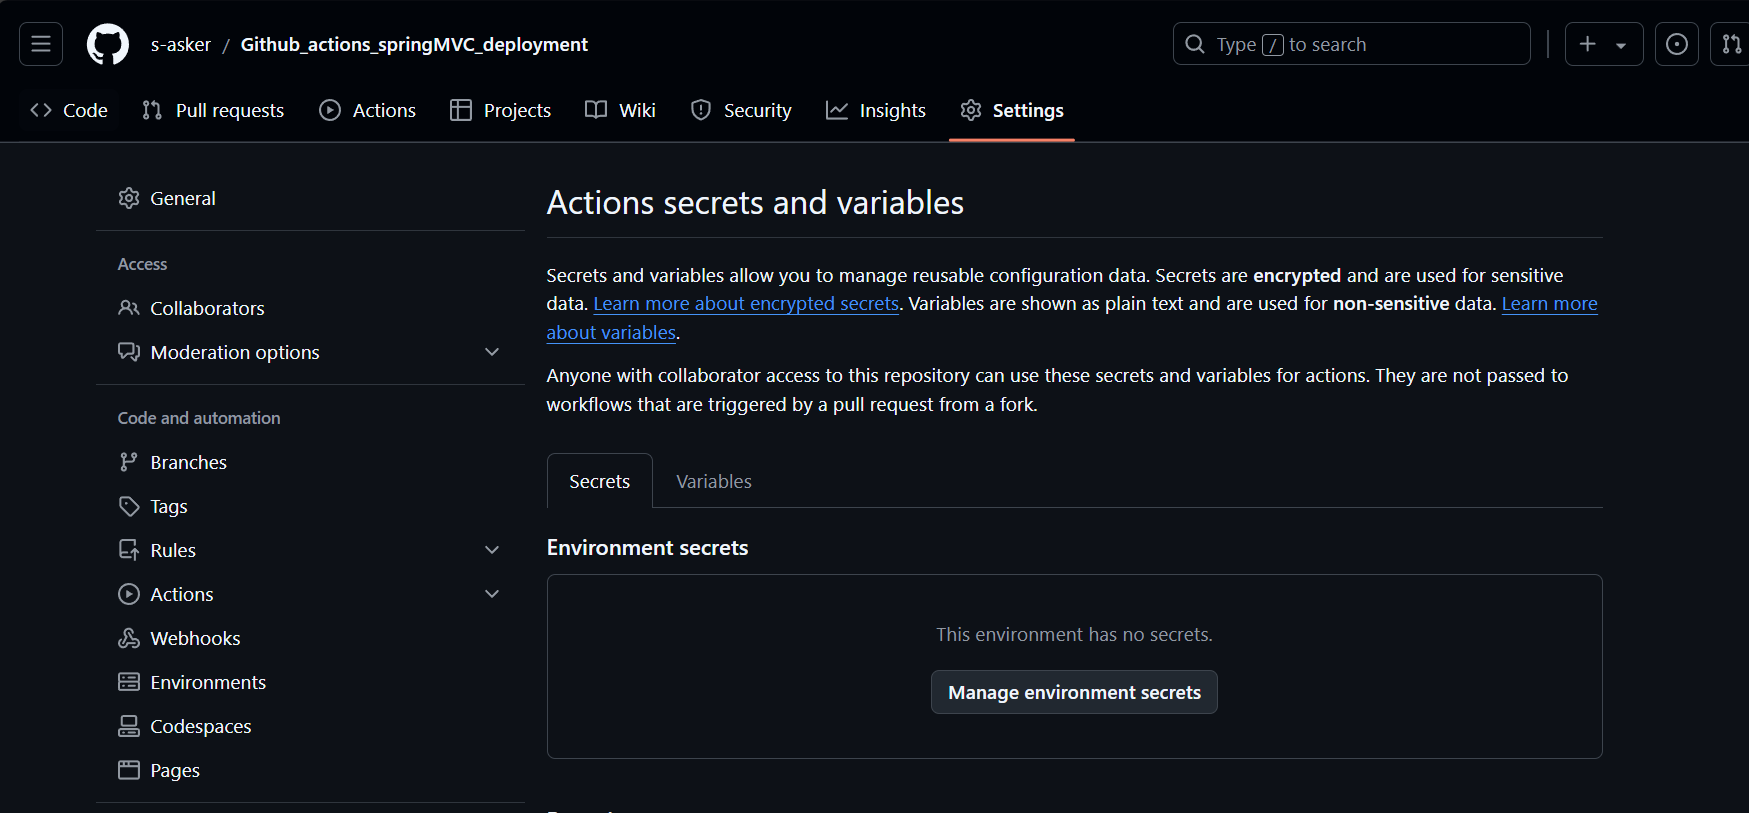 s-asker / Github_actions_springMVC_deployment
Type / to search
Code
Pull requests
Actions
Projects
Wiki
Security
Insights
Settings
General
Access
Collaborators
Moderation options
Code and automation
Branches
Tags
Rules
Actions
Webhooks
Environments
Codespaces
Pages
Actions secrets and variables
Secrets and variables allow you to manage reusable configuration data. Secrets are encrypted and are used for sensitive
data. Learn more about encrypted secrets. Variables are shown as plain text and are used for non-sensitive data. Learn more
about variables.
Anyone with collaborator access to this repository can use these secrets and variables for actions. They are not passed to
workflows that are triggered by a pull request from a fork.
Secrets
Variables
Environment secrets
This environment has no secrets.
Manage environment secrets